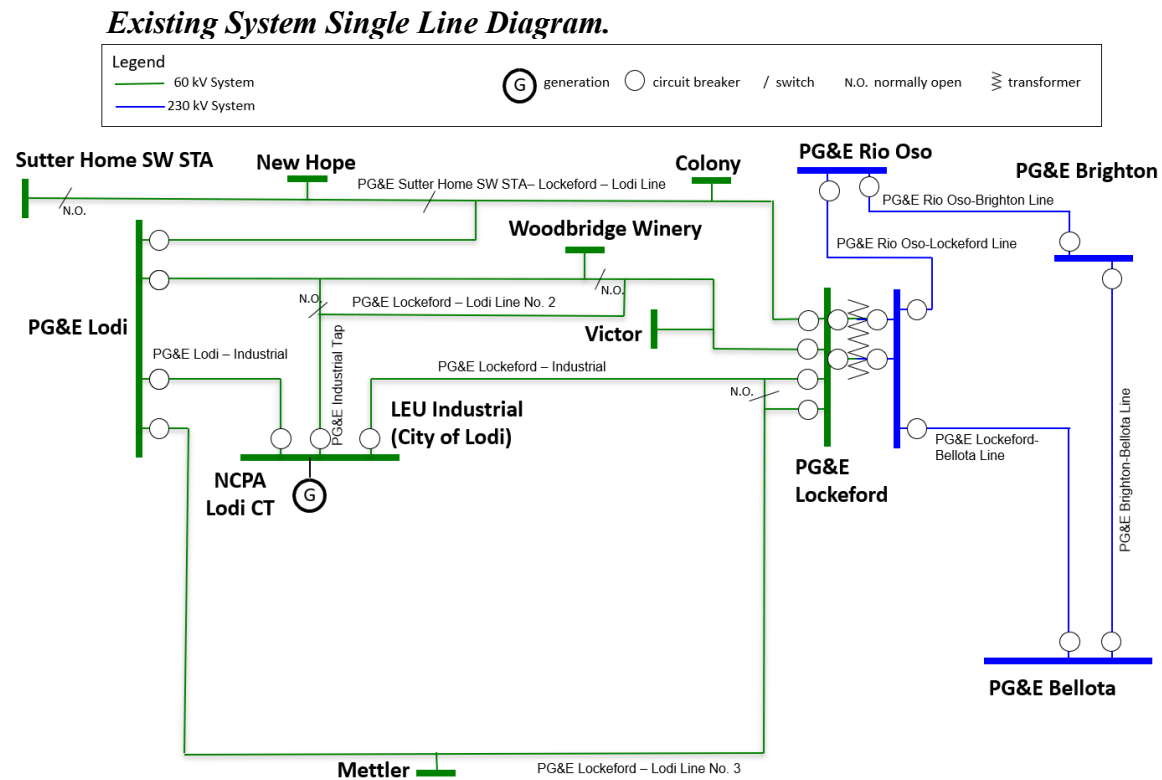 Existing System Single Line Diagram.
Legend
60 kV System
230 kV System
G generation
circuit breaker
/ switch
N.O. normally open
transformer
Sutter Home SW STA
New Hope
Colony
PG&E Rio Oso
PG&E Brighton
PG&E Sutter Home SW STA– Lockeford – Lodi Line
N.O.
PG&E Rio Oso-Brighton Line
Woodbridge Winery
PG&E Rio Oso-Lockeford Line
N.O.
N.O.
PG&E Lockeford – Lodi Line No. 2
PG&E Lodi
Victor
PG&E Lodi – Industrial
PG&E Industrial Tap
PG&E Lockeford – Industrial
N.O.
LEU Industrial
(City of Lodi)
PG&E
Lockeford
PG&E Lockeford-
Bellota Line
PG&E Brighton-Bellota Line
NCPA
Lodi CT
G
PG&E Bellota
Mettler
PG&E Lockeford – Lodi Line No. 3